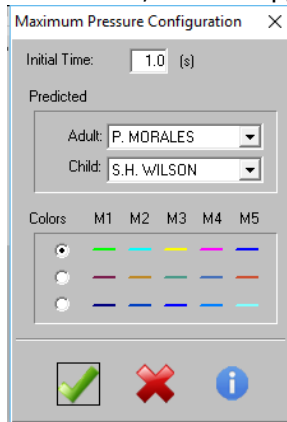 Maximum Pressure Configuration
Initial Time: 1.0 (s)
Predicted
Adult: P. MORALES
Child: S.H. WILSON
Colors M1 M2 M3 M4 M5